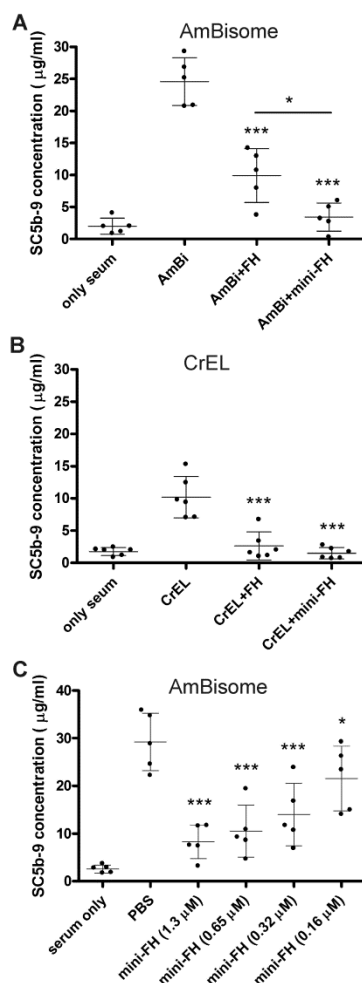 A
AmBisome
SC5b-9 concentration ( µg/ml)
30
25
20
15
10
5
0
***
*
***
only seum
AmBi
AmBi+FH
AmBi+mini-FH
B
CrEL
SC5b-9 concentration ( µg/ml)
30
25
20
15
10
5
0
***
***
only seum
CrEL
CrEL+FH
CrEL+mini-FH
C
AmBisome
SC5b-9 concentration ( µg/ml)
40
30
20
10
0
***
***
***
*
serum only
PBS
mini-FH (1.3 µM)
mini-FH (0.65 µM)
mini-FH (0.32 µM)
mini-FH (0.16 µM)